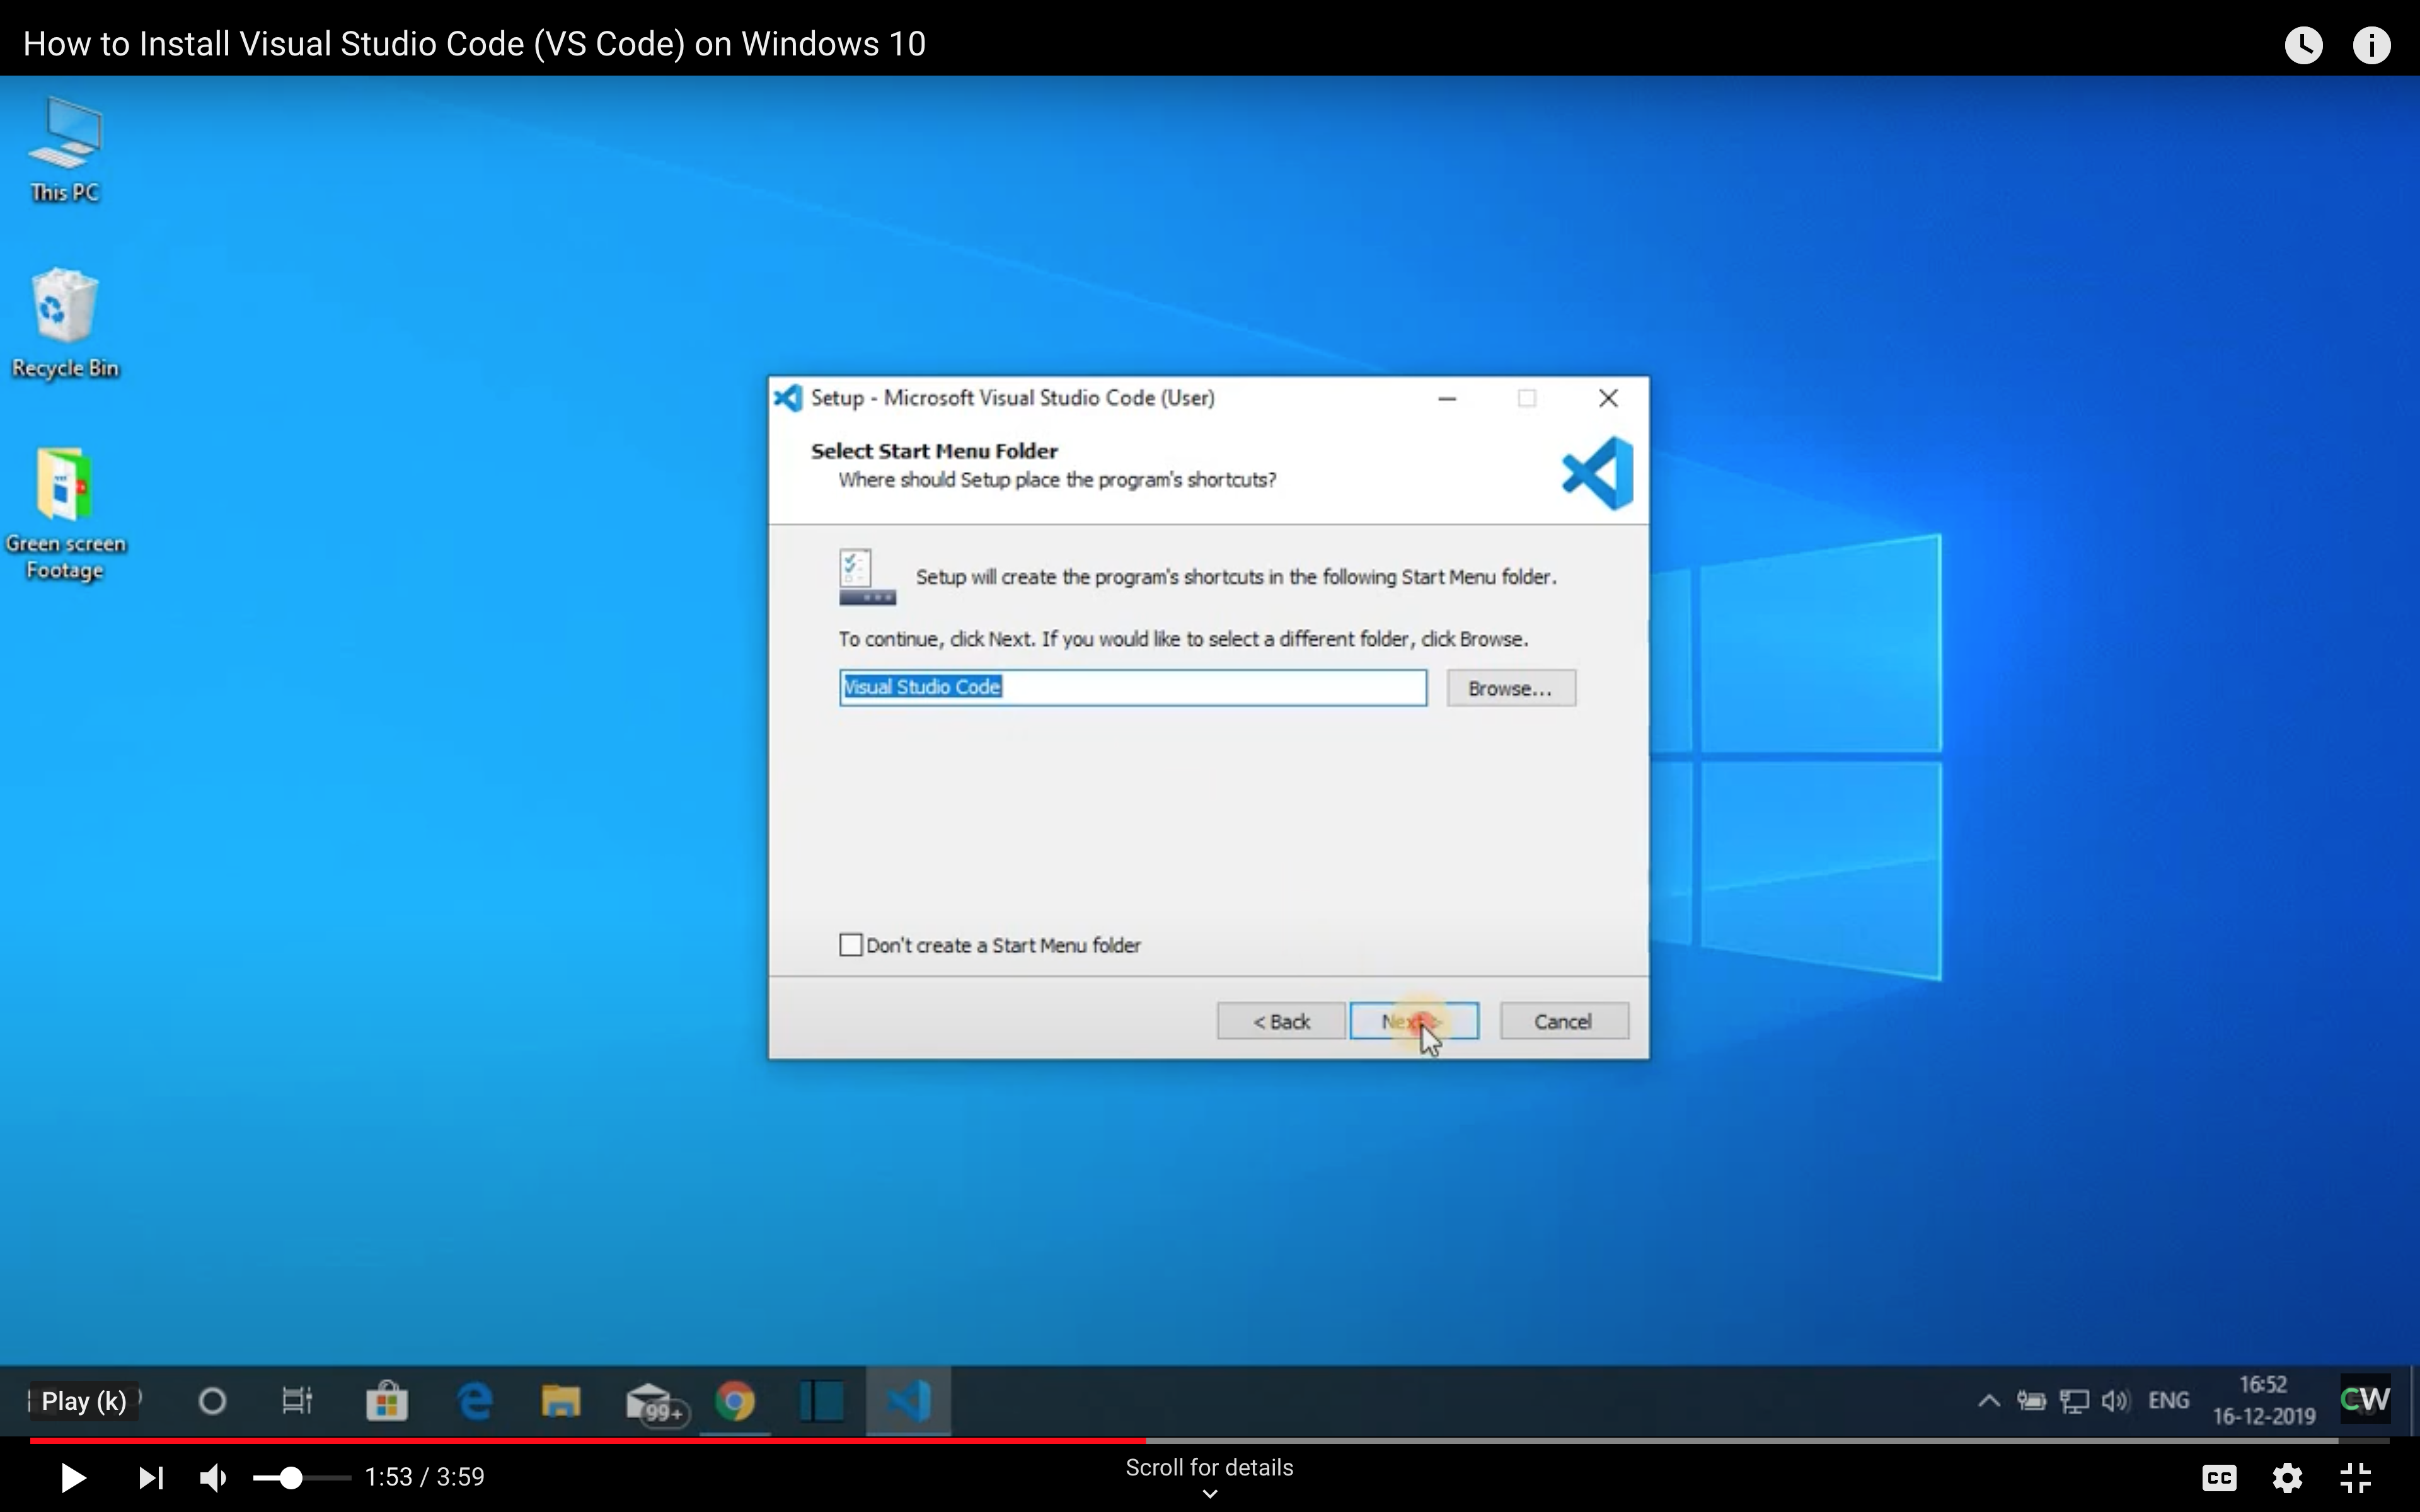 How to Install Visual Studio Code (VS Code) on Windows 10
This PC
Recycle Bin
Green screen
Footage
Setup - Microsoft Visual Studio Code (User)
Select Start Menu Folder
Where should Setup place the program's shortcuts?
Setup will create the program's shortcuts in the following Start Menu folder.
To continue, click Next. If you would like to select a different folder, click Browse.
Visual Studio Code
Browse...
Don't create a Start Menu folder
< Back
Next >
Cancel
Play (k)
99+
ENG
16:52
16-12-2019
CW
1:53 / 3:59
Scroll for details
CC